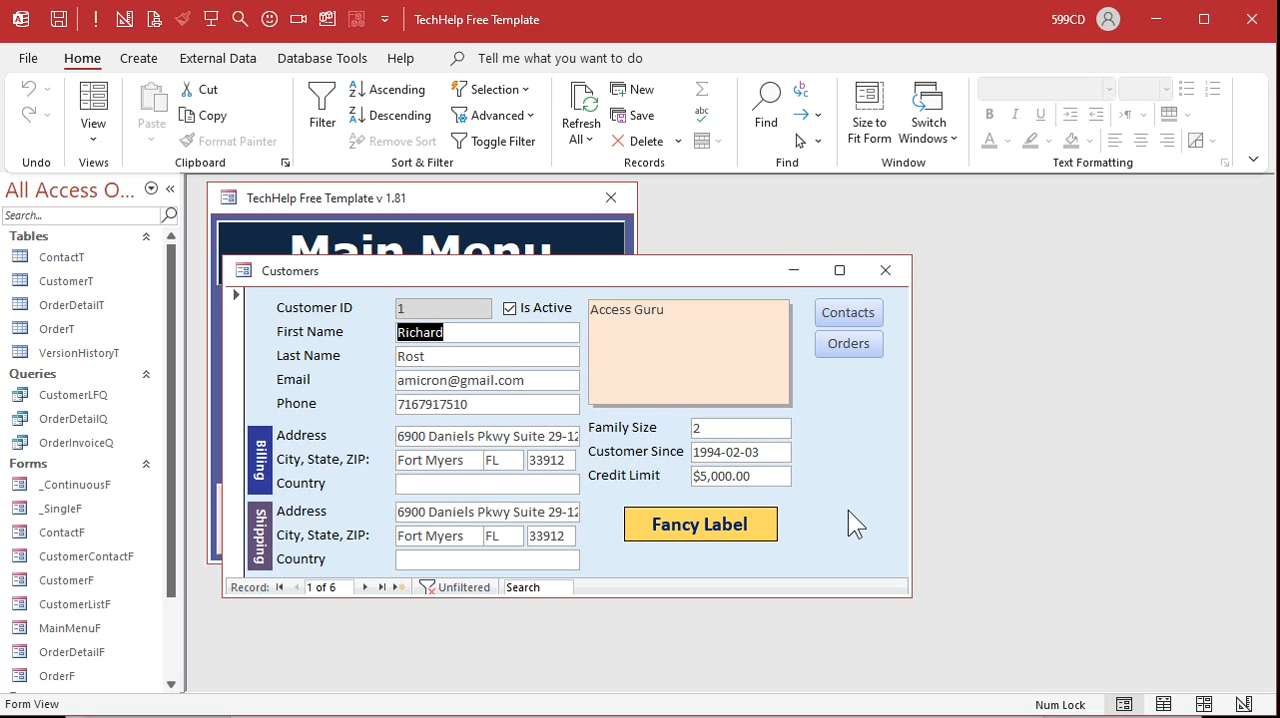 TechHelp Free Template
599CD
File Home Create External Data Database Tools Help Tell me what you want to do
Undo
View
Views
Paste
Cut
Copy
Format Painter
Clipboard
Filter
Ascending
Descending
Remove Sort
Selection
Advanced
Toggle Filter
Sort & Filter
Refresh All
New
Save
Delete
Records
Find
Find
Size to Fit Form
Switch Windows
Window
B I U
Text Formatting
All Access O...
Search...
Tables
ContactT
CustomerT
OrderDetailT
OrderT
VersionHistoryT
Queries
CustomerLFQ
OrderDetailQ
OrderInvoiceQ
Forms
_ContinuousF
_SingleF
ContactF
CustomerContactF
CustomerF
CustomerListF
MainMenuF
OrderDetailF
OrderF
TechHelp Free Template v 1.81
Main Menu
Customers
Customer ID 1 Is Active
First Name Richard
Last Name Rost
Email amicron@gmail.com
Phone 7167917510
Access Guru
Contacts
Orders
Billing
Address 6900 Daniels Pkwy Suite 29-12
City, State, ZIP: Fort Myers FL 33912
Country
Shipping
Address 6900 Daniels Pkwy Suite 29-12
City, State, ZIP: Fort Myers FL 33912
Country
Family Size 2
Customer Since 1994-02-03
Credit Limit $5,000.00
Fancy Label
Record: 1 of 6 Unfiltered Search
Form View
Num Lock